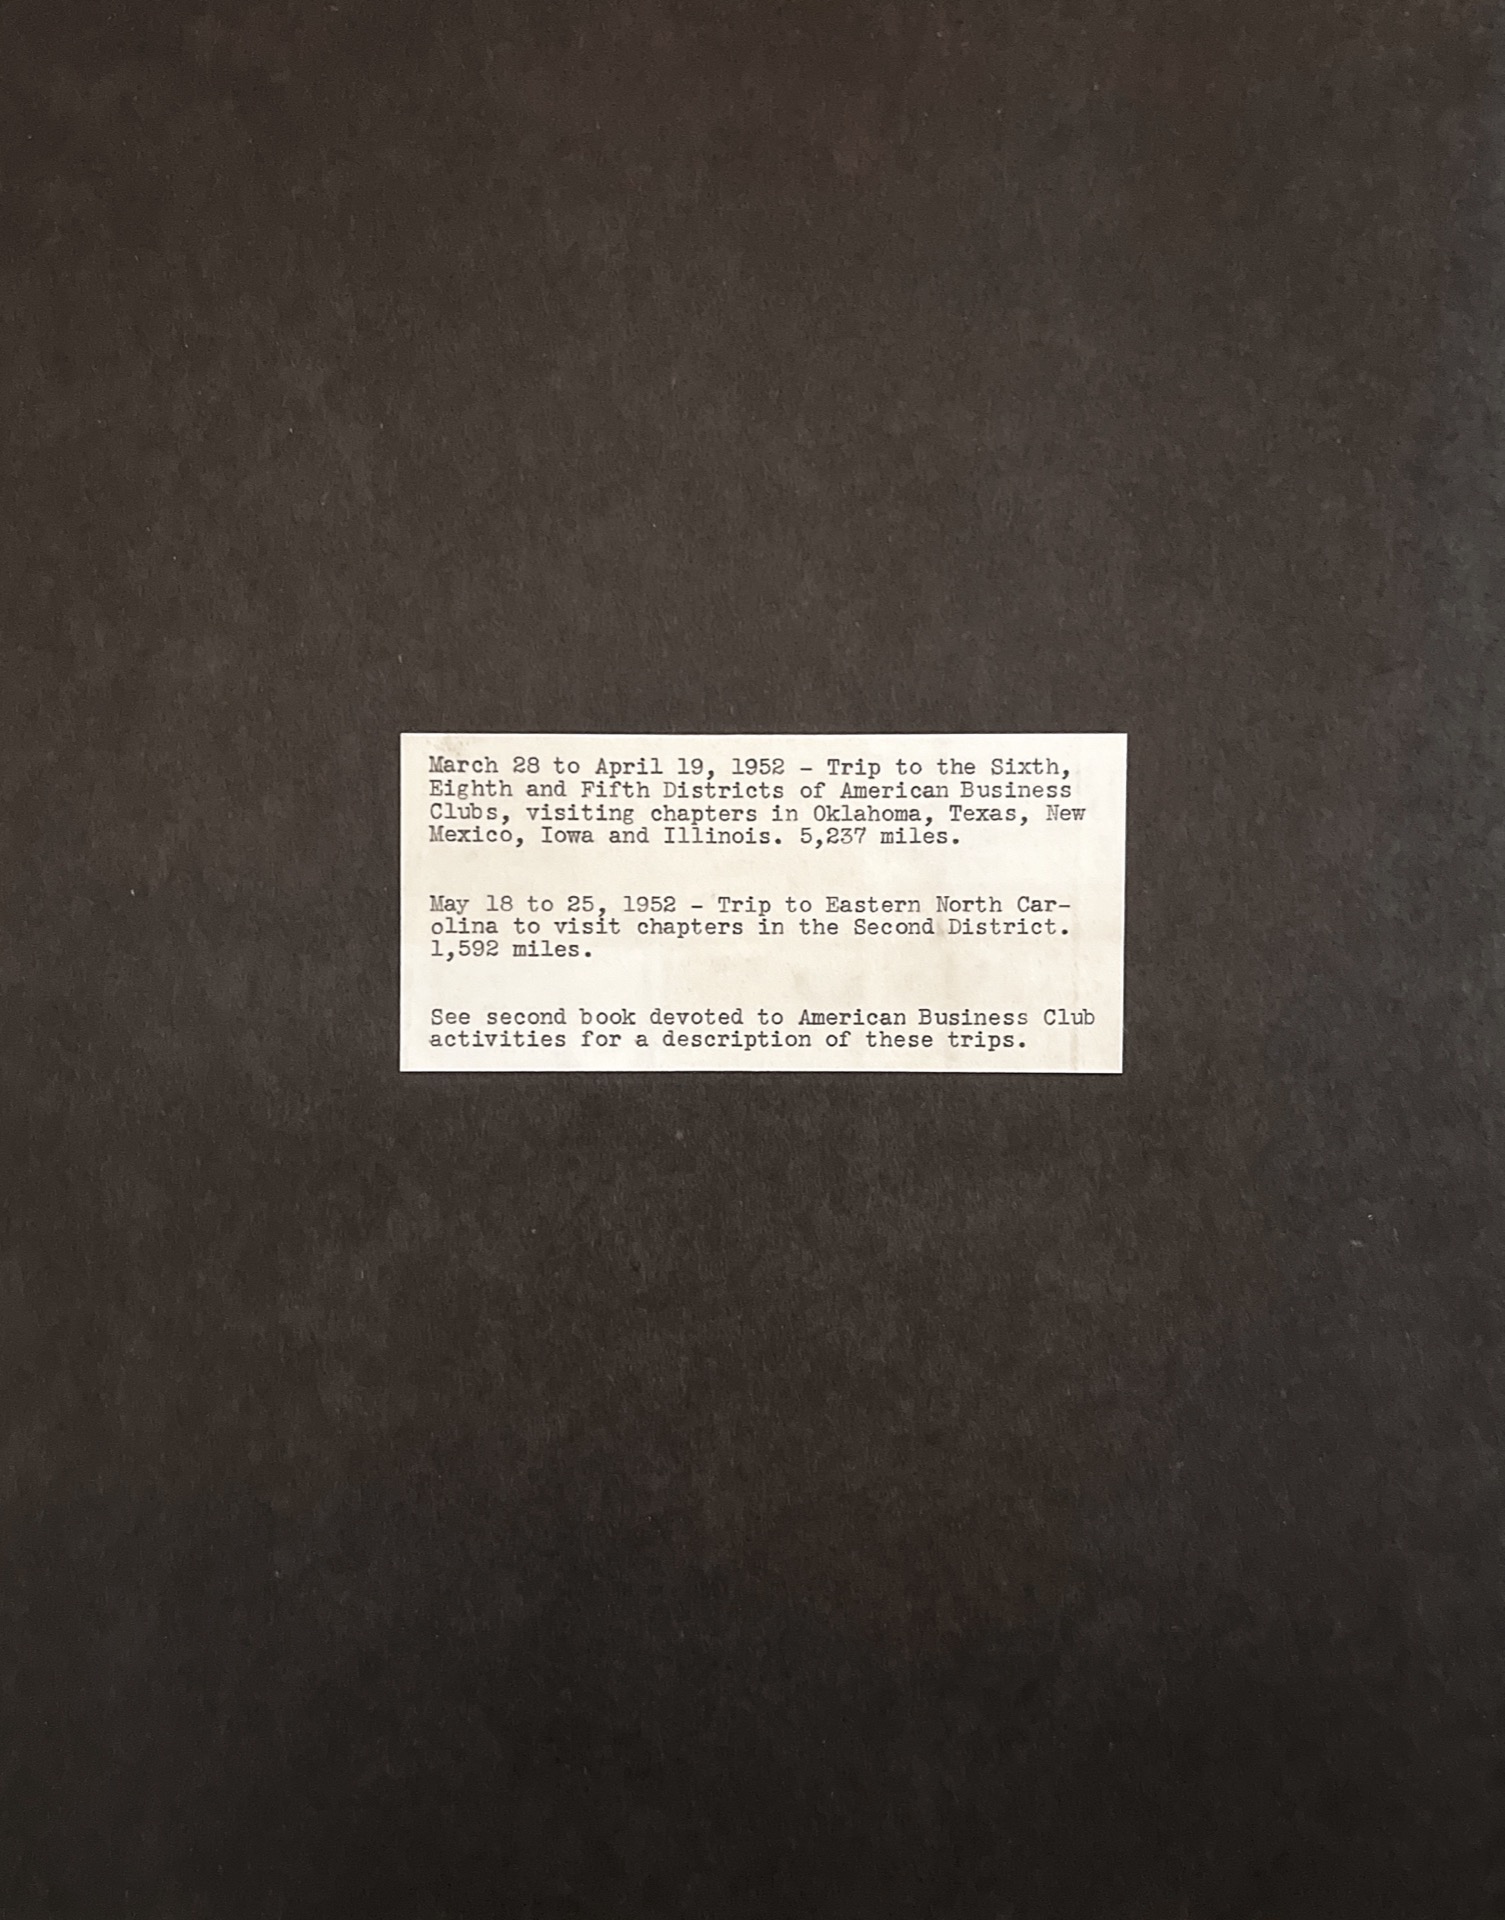 March 28 to April 19, 1952 - Trip to the Sixth,
Eighth and Fifth Districts of American Business
Clubs, visiting chapters in Oklahoma, Texas, New
Mexico, Iowa and Illinois. 5,237 miles.
May 18 to 25, 1952 - Trip to Eastern North Car-
olina to visit chapters in the Second District.
1,592 miles.
See second book devoted to American Business Club
activities for a description of these trips.